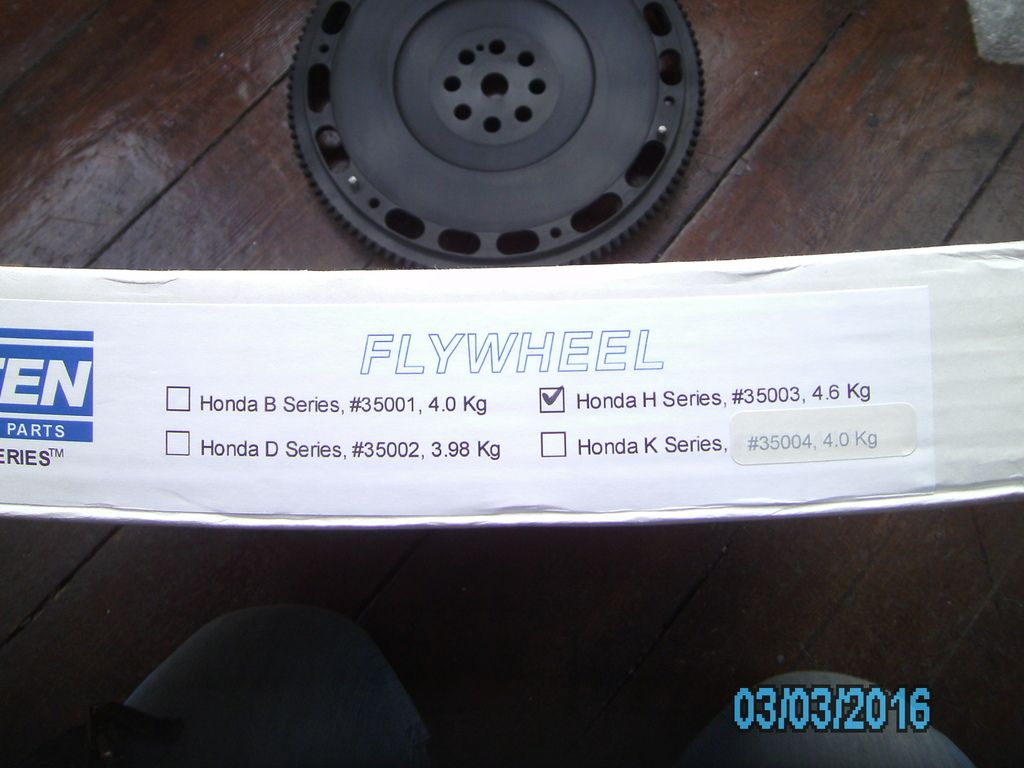 FLYWHEEL
EN
PARTS
ERIES™
Honda B Series, #35001, 4.0 Kg
Honda H Series, #35003, 4.6 Kg
Honda D Series, #35002, 3.98 Kg
Honda K Series, #35004, 4.0 Kg
03/03/2016